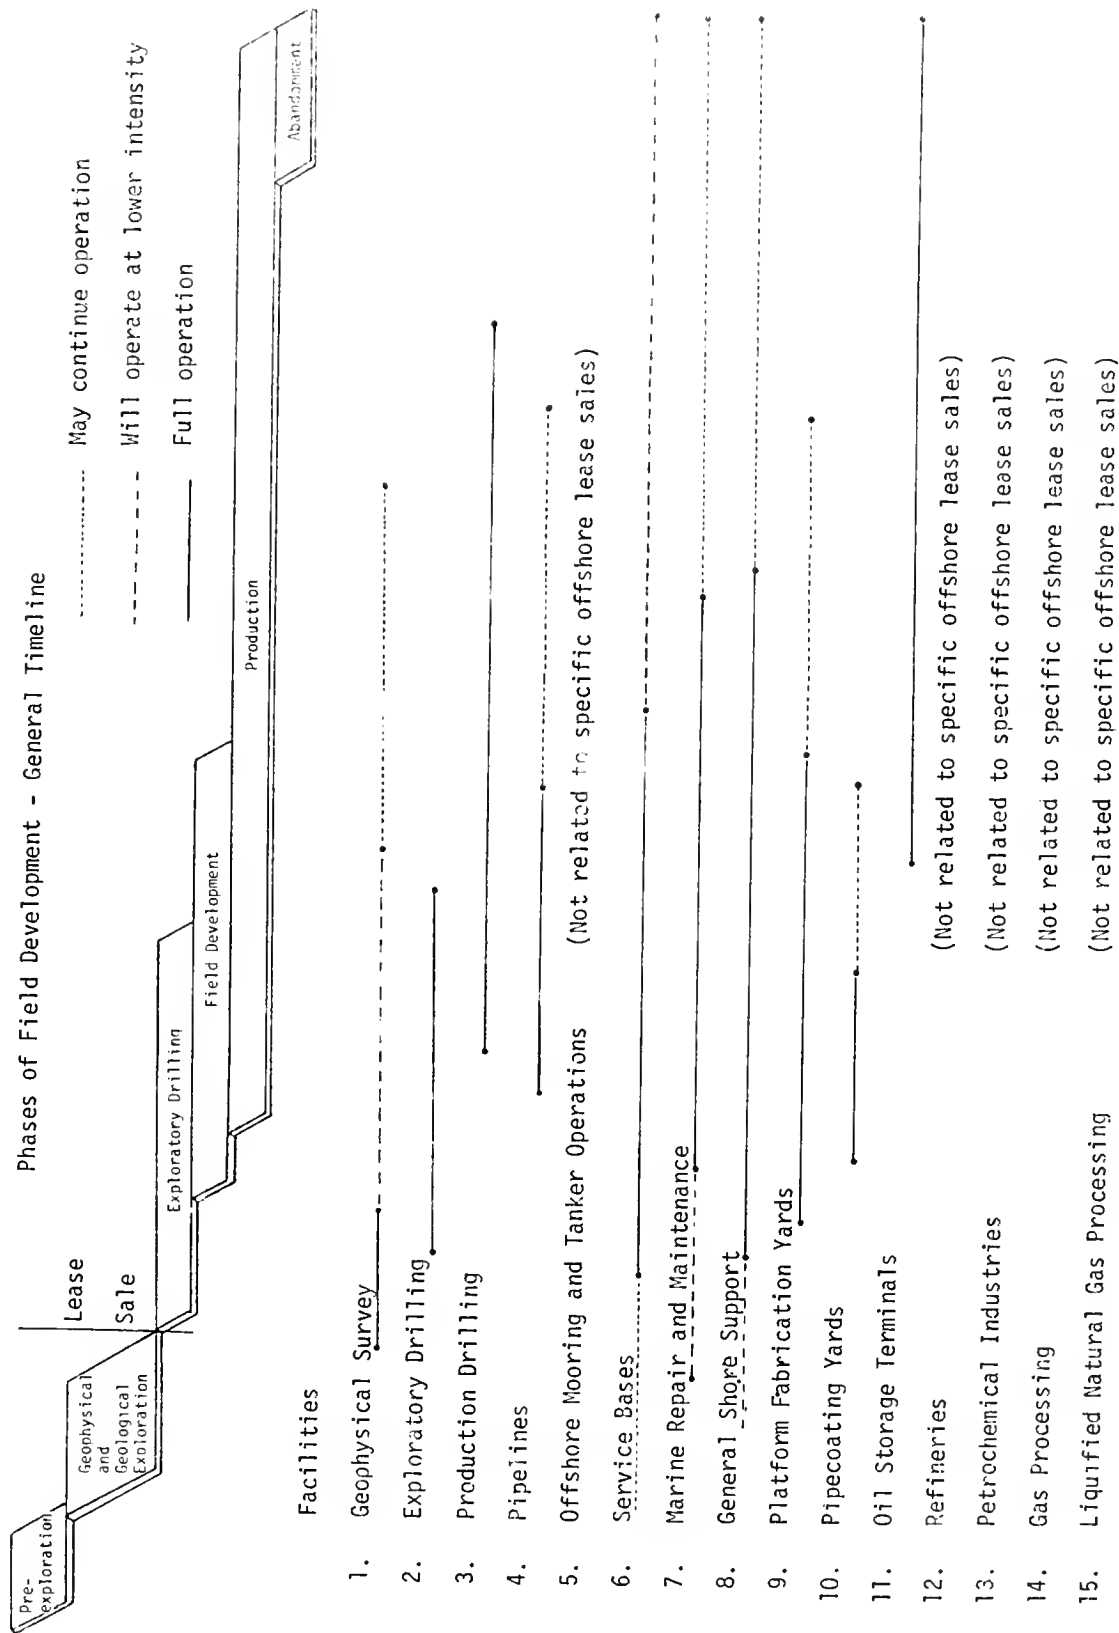 Phases of Field Development - General Timeline
May continue operation
Will operate at lower intensity
Full operation
Pre-
exploration
Geophysical
and
Geological
Exploration
Lease
Sale
Exploratory Drilling
Field Development
Production
Abandonment
Facilities
1. Geophysical Survey
2. Exploratory Drilling
3. Production Drilling
4. Pipelines
5. Offshore Mooring and Tanker Operations (Not related to specific offshore lease sales)
6. Service Bases
7. Marine Repair and Maintenance
8. General Shore Support
9. Platform Fabrication Yards
10. Pipecoating Yards
11. Oil Storage Terminals
12. Refineries (Not related to specific offshore lease sales)
13. Petrochemical Industries (Not related to specific offshore lease sales)
14. Gas Processing (Not related to specific offshore lease sales)
15. Liquified Natural Gas Processing (Not related to specific offshore lease sales)